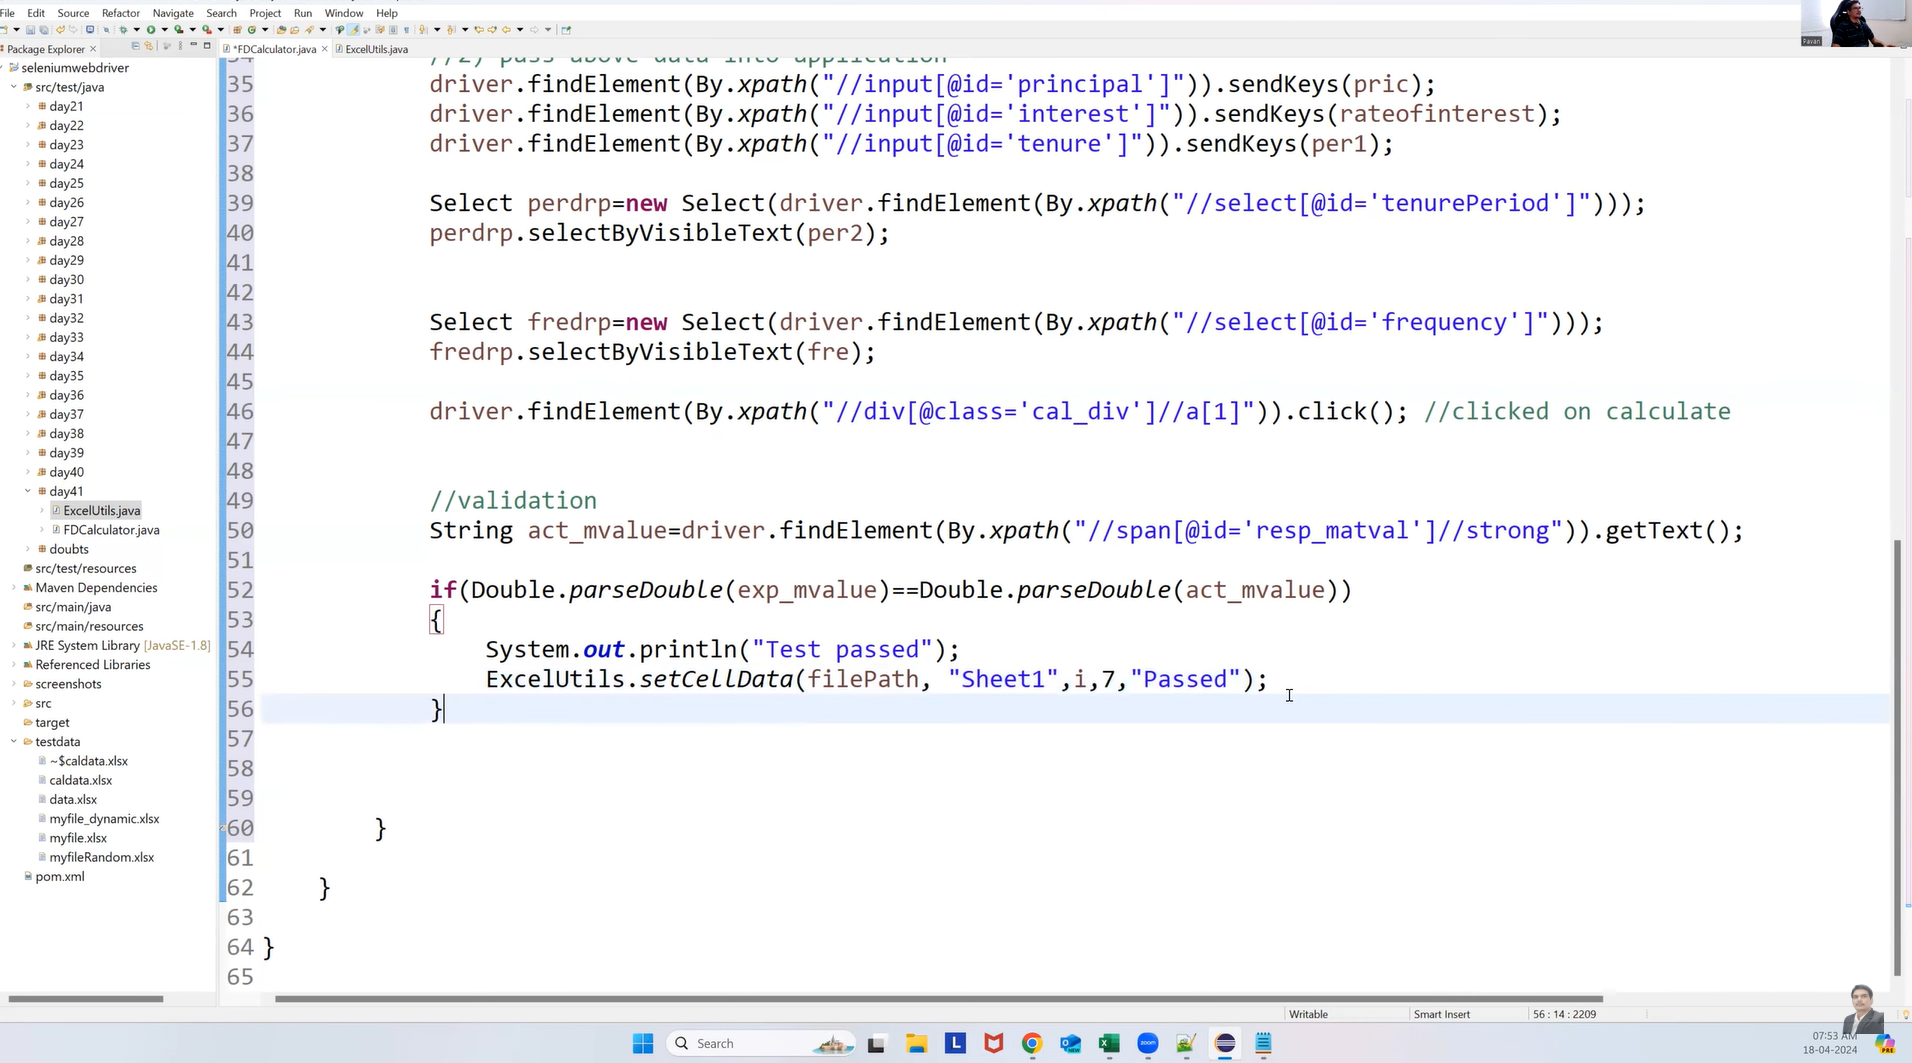 File Edit Source Refactor Navigate Search Project Run Window Help
Package Explorer
*FDCalculator.java
ExcelUtils.java
Pavan
seleniumwebdriver
src/test/java
day21
day22
day23
day24
day25
day26
day27
day28
day29
day30
day31
day32
day33
day34
day35
day36
day37
day38
day39
day40
day41
ExcelUtils.java
FDCalculator.java
doubts
src/test/resources
Maven Dependencies
src/main/java
src/main/resources
JRE System Library [JavaSE-1.8]
Referenced Libraries
screenshots
src
target
testdata
~$caldata.xlsx
caldata.xlsx
data.xlsx
myfile_dynamic.xlsx
myfile.xlsx
myfileRandom.xlsx
pom.xml
34 //2) pass above data into application
35 driver.findElement(By.xpath("//input[@id='principal']")).sendKeys(pric);
36 driver.findElement(By.xpath("//input[@id='interest']")).sendKeys(rateofinterest);
37 driver.findElement(By.xpath("//input[@id='tenure']")).sendKeys(per1);
38
39 Select perdrp=new Select(driver.findElement(By.xpath("//select[@id='tenurePeriod']")));
40 perdrp.selectByVisibleText(per2);
41
42
43 Select fredrp=new Select(driver.findElement(By.xpath("//select[@id='frequency']")));
44 fredrp.selectByVisibleText(fre);
45
46 driver.findElement(By.xpath("//div[@class='cal_div']//a[1]")).click(); //clicked on calculate
47
48
49 //validation
50 String act_mvalue=driver.findElement(By.xpath("//span[@id='resp_matval']//strong")).getText();
51
52 if(Double.parseDouble(exp_mvalue)==Double.parseDouble(act_mvalue))
53 {
54 System.out.println("Test passed");
55 ExcelUtils.setCellData(filePath, "Sheet1",i,7,"Passed");
56 }
57
58
59
60 }
61
62 }
63
64 }
65
Writable Smart Insert 56 : 14 : 2209
Search
L
zoom
NEW
07:53 AM
18-04-2024
PRE